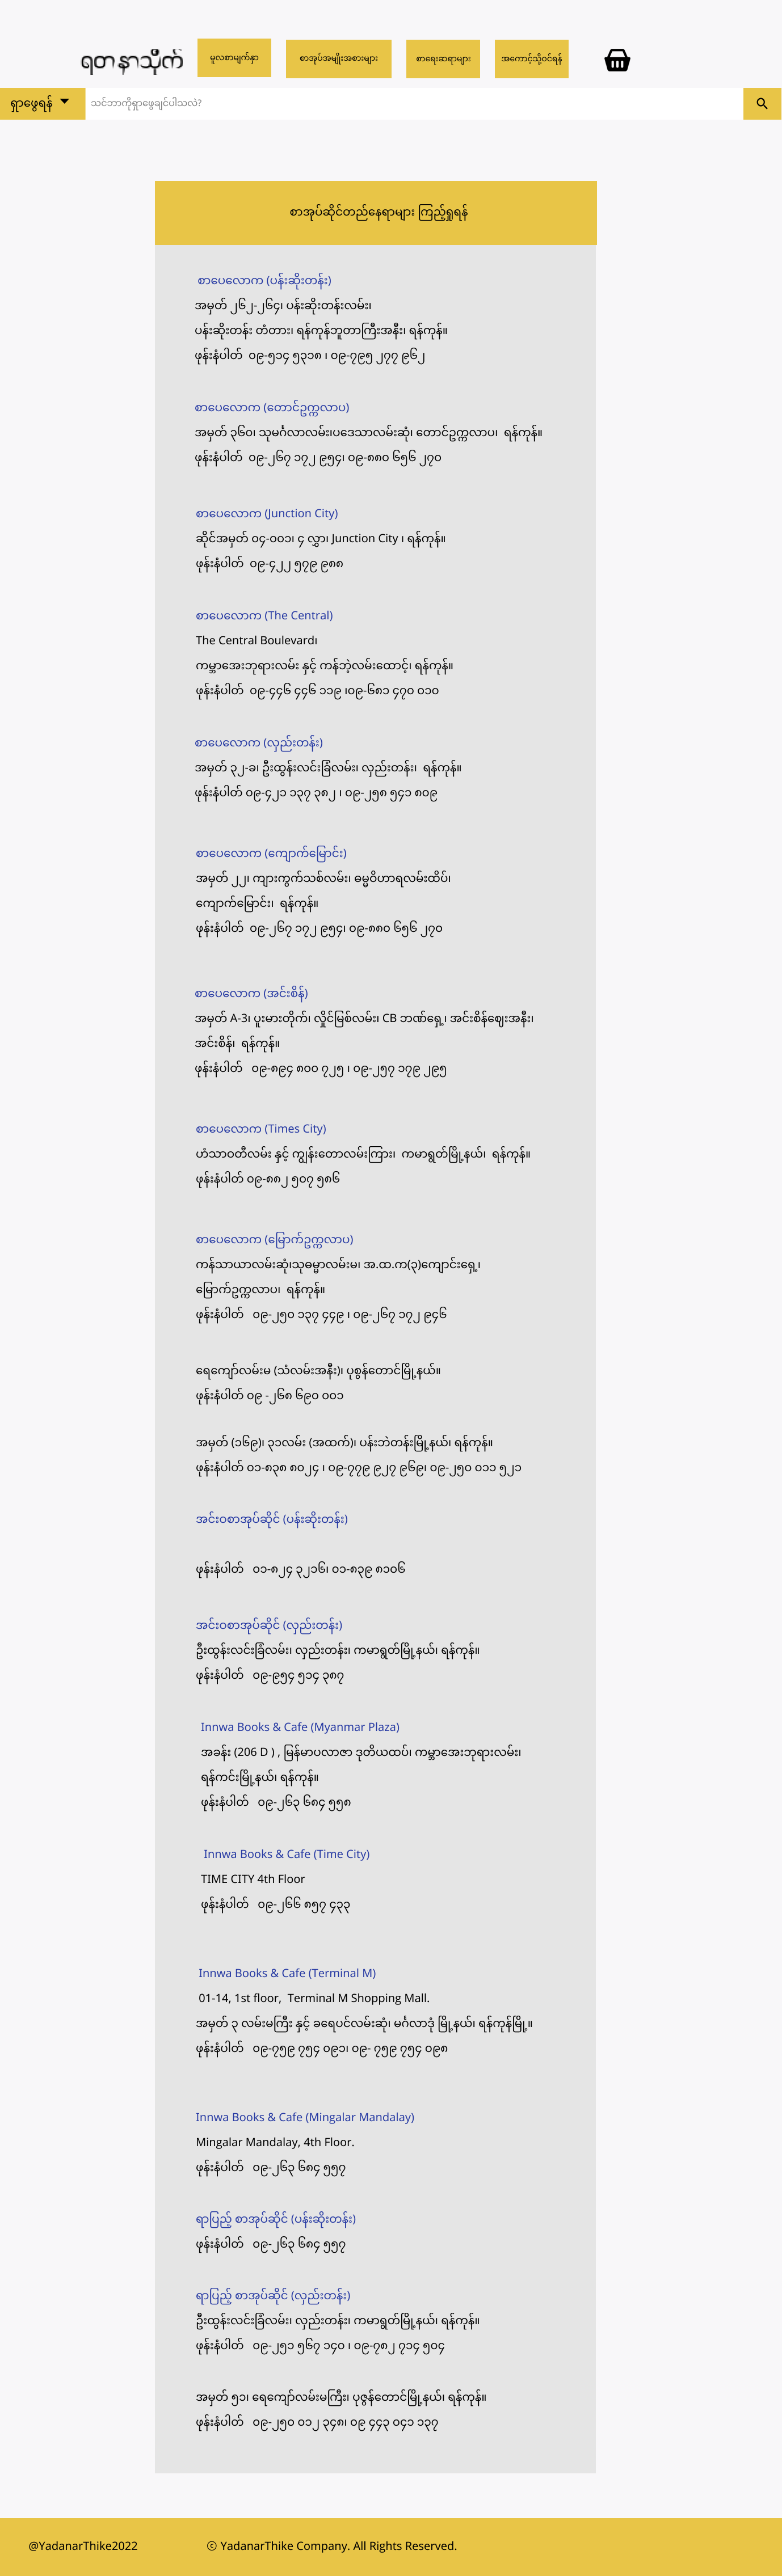 ရတနာသိုက်
မူလစာမျက်နှာ
စာအုပ်အမျိုးအစားများ
စာရေးဆရာများ
အကောင့်သို့ဝင်ရန်
ရှာဖွေရန်
သင်ဘာကိုရှာဖွေချင်ပါသလဲ?
စာအုပ်ဆိုင်တည်နေရာများ ကြည့်ရှုရန်
စာပေလောက (ပန်းဆိုးတန်း)
အမှတ် ၂၆၂-၂၆၄၊ ပန်းဆိုးတန်းလမ်း၊
ပန်းဆိုးတန်း တံတား၊ ရန်ကုန်ဘူတာကြီးအနီး၊ ရန်ကုန်။
ဖုန်းနံပါတ် ၀၉-၅၁၄ ၅၃၁၈ ၊ ၀၉-၇၉၅ ၂၇၇ ၉၆၂
စာပေလောက (တောင်ဥက္ကလာပ)
အမှတ် ၃၆၀၊ သုမင်္ဂလာလမ်း၊ပဒေသာလမ်းဆုံ၊ တောင်ဥက္ကလာပ၊ ရန်ကုန်။
ဖုန်းနံပါတ် ၀၉-၂၆၇ ၁၇၂ ၉၅၄၊ ၀၉-၈၈၀ ၆၅၆ ၂၇၀
စာပေလောက (Junction City)
ဆိုင်အမှတ် ၀၄-၀၀၁၊ ၄ လွှာ၊ Junction City ၊ ရန်ကုန်။
ဖုန်းနံပါတ် ၀၉-၄၂၂ ၅၇၉ ၉၈၈
စာပေလောက (The Central)
The Central Boulevard၊
ကမ္ဘာအေးဘုရားလမ်း နှင့် ကန်ဘဲ့လမ်းထောင့်၊ ရန်ကုန်။
ဖုန်းနံပါတ် ၀၉-၄၄၆ ၄၄၆ ၁၁၉ ၊၀၉-၆၈၁ ၄၇၀ ၀၁၀
စာပေလောက (လှည်းတန်း)
အမှတ် ၃၂-ခ၊ ဦးထွန်းလင်းခြံလမ်း၊ လှည်းတန်း၊ ရန်ကုန်။
ဖုန်းနံပါတ် ၀၉-၄၂၁ ၁၃၇ ၃၈၂ ၊ ၀၉-၂၅၈ ၅၄၁ ၈၀၉
စာပေလောက (ကျောက်မြောင်း)
အမှတ် ၂၂၊ ကျားကွက်သစ်လမ်း၊ ဓမ္မဝိဟာရလမ်းထိပ်၊
ကျောက်မြောင်း၊ ရန်ကုန်။
ဖုန်းနံပါတ် ၀၉-၂၆၇ ၁၇၂ ၉၅၄၊ ၀၉-၈၈၀ ၆၅၆ ၂၇၀
စာပေလောက (အင်းစိန်)
အမှတ် A-3၊ ပူးမားတိုက်၊ လှိုင်မြစ်လမ်း၊ CB ဘဏ်ရှေ့၊ အင်းစိန်ဈေးအနီး၊
အင်းစိန်၊ ရန်ကုန်။
ဖုန်းနံပါတ် ၀၉-၈၉၄ ၈၀၀ ၇၂၅ ၊ ၀၉-၂၅၇ ၁၇၉ ၂၉၅
စာပေလောက (Times City)
ဟံသာဝတီလမ်း နှင့် ကျွန်းတောလမ်းကြား၊ ကမာရွတ်မြို့နယ်၊ ရန်ကုန်။
ဖုန်းနံပါတ် ၀၉-၈၈၂ ၅၀၇ ၅၈၆
စာပေလောက (မြောက်ဥက္ကလာပ)
ကန်သာယာလမ်းဆုံ၊သုဓမ္မာလမ်းမ၊ အ.ထ.က(၃)ကျောင်းရှေ့၊
မြောက်ဥက္ကလာပ၊ ရန်ကုန်။
ဖုန်းနံပါတ် ၀၉-၂၅၀ ၁၃၇ ၄၄၉ ၊ ၀၉-၂၆၇ ၁၇၂ ၉၄၆
ရေကျော်လမ်းမ (သံလမ်းအနီး)၊ ပုစွန်တောင်မြို့နယ်။
ဖုန်းနံပါတ် ၀၉ -၂၆၈ ၆၉၀ ၀၀၁
အမှတ် (၁၆၉)၊ ၃၁လမ်း (အထက်)၊ ပန်းဘဲတန်းမြို့နယ်၊ ရန်ကုန်။
ဖုန်းနံပါတ် ၀၁-၈၃၈ ၈၀၂၄ ၊ ၀၉-၇၇၉ ၉၂၇ ၉၆၉၊ ၀၉-၂၅၀ ၀၁၁ ၅၂၁
အင်းဝစာအုပ်ဆိုင် (ပန်းဆိုးတန်း)
ဖုန်းနံပါတ် ၀၁-၈၂၄ ၃၂၁၆၊ ၀၁-၈၃၉ ၈၁၀၆
အင်းဝစာအုပ်ဆိုင် (လှည်းတန်း)
ဦးထွန်းလင်းခြံလမ်း၊ လှည်းတန်း၊ ကမာရွတ်မြို့နယ်၊ ရန်ကုန်။
ဖုန်းနံပါတ် ၀၉-၉၅၄ ၅၁၄ ၃၈၇
Innwa Books & Cafe (Myanmar Plaza)
အခန်း (206 D ) , မြန်မာပလာဇာ ဒုတိယထပ်၊ ကမ္ဘာအေးဘုရားလမ်း၊
ရန်ကင်းမြို့နယ်၊ ရန်ကုန်။
ဖုန်းနံပါတ် ၀၉-၂၆၃ ၆၈၄ ၅၅၈
Innwa Books & Cafe (Time City)
TIME CITY 4th Floor
ဖုန်းနံပါတ် ၀၉-၂၆၆ ၈၅၇ ၄၃၃
Innwa Books & Cafe (Terminal M)
01-14, 1st floor, Terminal M Shopping Mall.
အမှတ် ၃ လမ်းမကြီး နှင့် ခရေပင်လမ်းဆုံ၊ မင်္ဂလာဒုံ မြို့နယ်၊ ရန်ကုန်မြို့။
ဖုန်းနံပါတ် ၀၉-၇၅၉ ၇၅၄ ၀၉၁၊ ၀၉- ၇၅၉ ၇၅၄ ၀၉၈
Innwa Books & Cafe (Mingalar Mandalay)
Mingalar Mandalay, 4th Floor.
ဖုန်းနံပါတ် ၀၉-၂၆၃ ၆၈၄ ၅၅၇
ရာပြည့် စာအုပ်ဆိုင် (ပန်းဆိုးတန်း)
ဖုန်းနံပါတ် ၀၉-၂၆၃ ၆၈၄ ၅၅၇
ရာပြည့် စာအုပ်ဆိုင် (လှည်းတန်း)
ဦးထွန်းလင်းခြံလမ်း၊ လှည်းတန်း၊ ကမာရွတ်မြို့နယ်၊ ရန်ကုန်။
ဖုန်းနံပါတ် ၀၉-၂၅၁ ၅၆၇ ၁၄၀ ၊ ၀၉-၇၈၂ ၇၁၄ ၅၀၄
အမှတ် ၅၁၊ ရေကျော်လမ်းမကြီး၊ ပုဇွန်တောင်မြို့နယ်၊ ရန်ကုန်။
ဖုန်းနံပါတ် ၀၉-၂၅၀ ၀၁၂ ၃၄၈၊ ၀၉ ၄၄၃ ၀၄၁ ၁၃၇
@YadanarThike2022
© YadanarThike Company. All Rights Reserved.